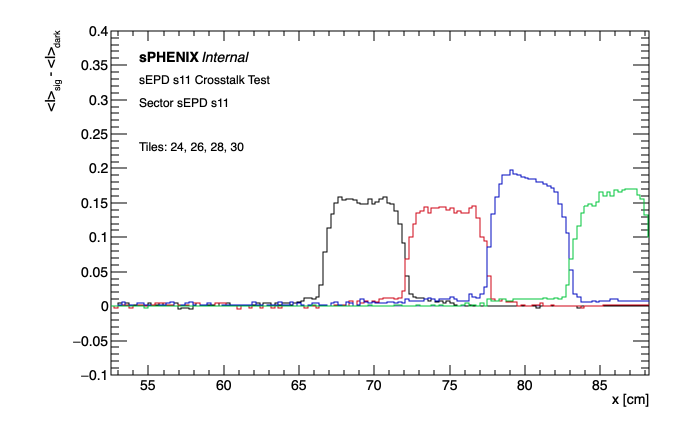 0.4
0.35
0.3
0.25
0.2
0.15
0.1
0.05
0
−0.05
−0.1
<I>sig - <I>dark
sPHENIX Internal
sEPD s11 Crosstalk Test
Sector sEPD s11
Tiles: 24, 26, 28, 30
55 60 65 70 75 80 85
x [cm]